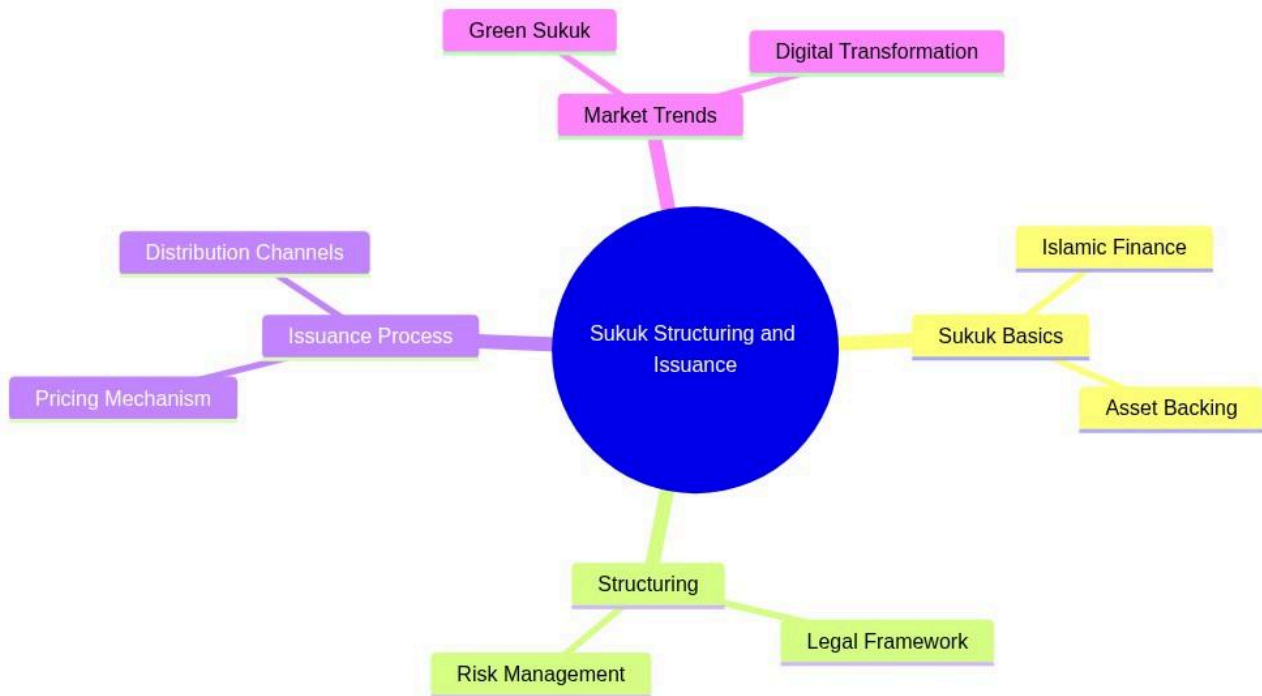 Green Sukuk
Digital Transformation
Market Trends
Distribution Channels
Islamic Finance
Issuance Process
Sukuk Structuring and
Issuance
Sukuk Basics
Pricing Mechanism
Asset Backing
Structuring
Legal Framework
Risk Management